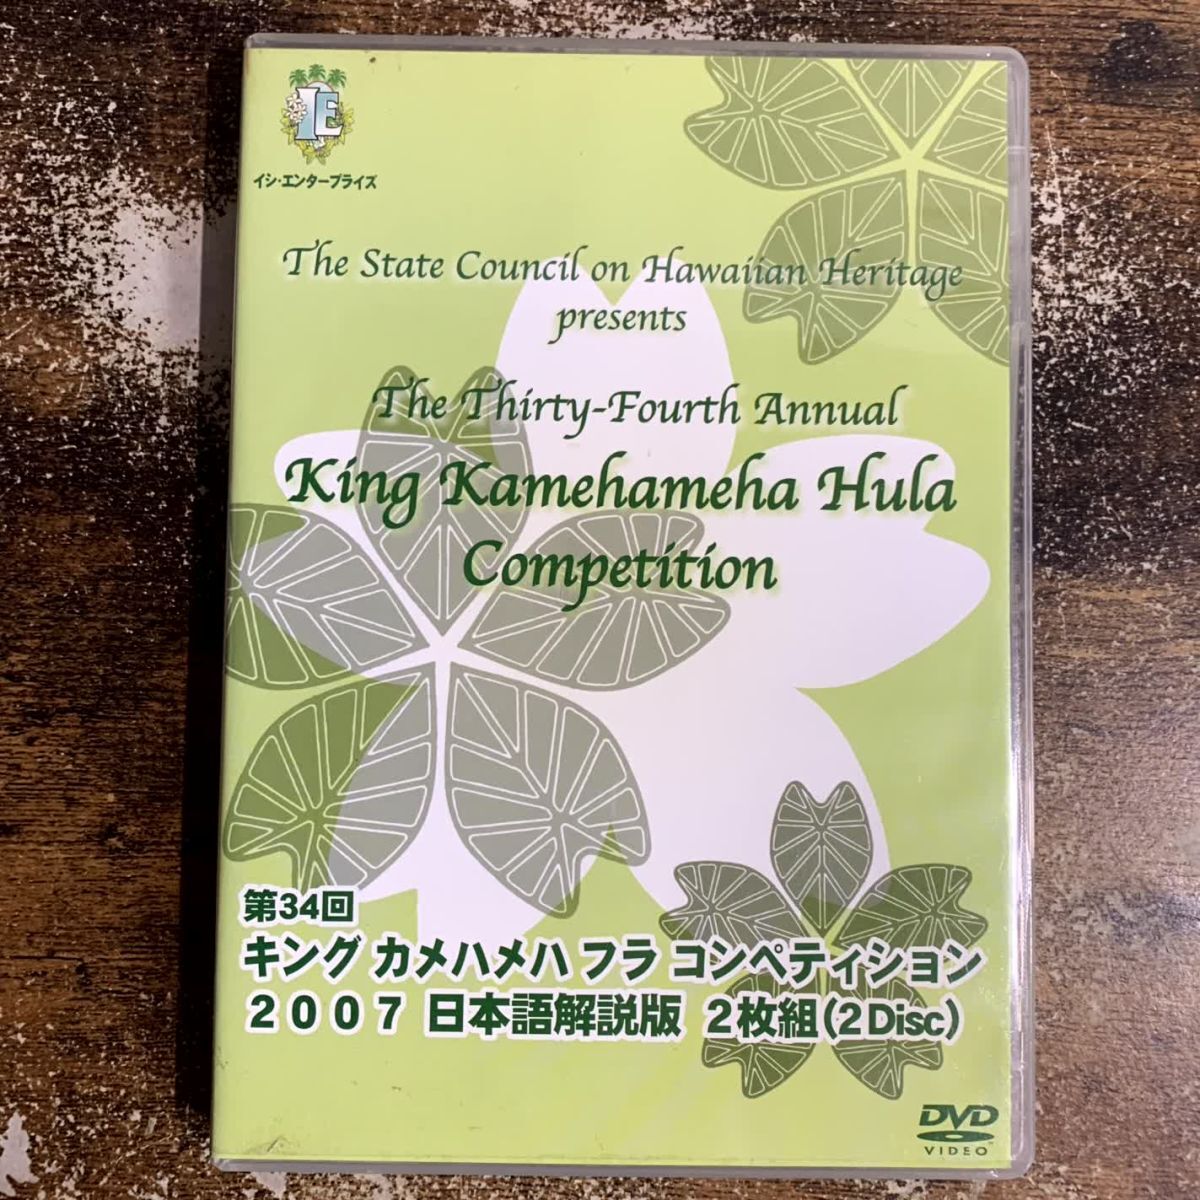 IE
イシ・エンタープライズ
The State Council on Hawaiian Heritage
presents
The Thirty-Fourth Annual
King Kamehameha Hula
Competition
第34回
キング カメハメハ フラ コンペティション
2007 日本語解説版 2枚組(2Disc)
DVD
VIDEO